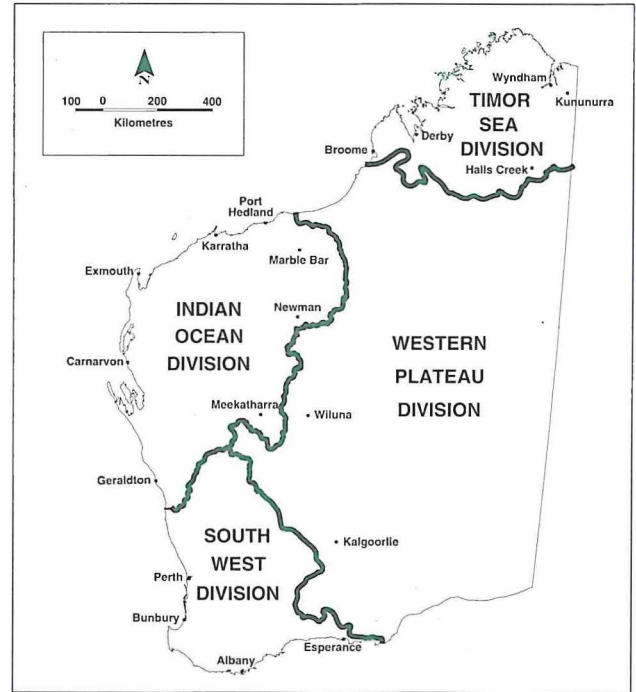 N
100 0 200 400
Kilometres
Wyndham
TIMOR
SEA
DIVISION
Kununurra
Derby
Broome
Halls Creek
Port
Hedland
Karratha
Marble Bar
Exmouth
INDIAN
OCEAN
DIVISION
Newman
WESTERN
PLATEAU
DIVISION
Carnarvon
Meekatharra
Wiluna
Geraldton
SOUTH
WEST
DIVISION
Kalgoorlie
Perth
Bunbury
Esperance
Albany